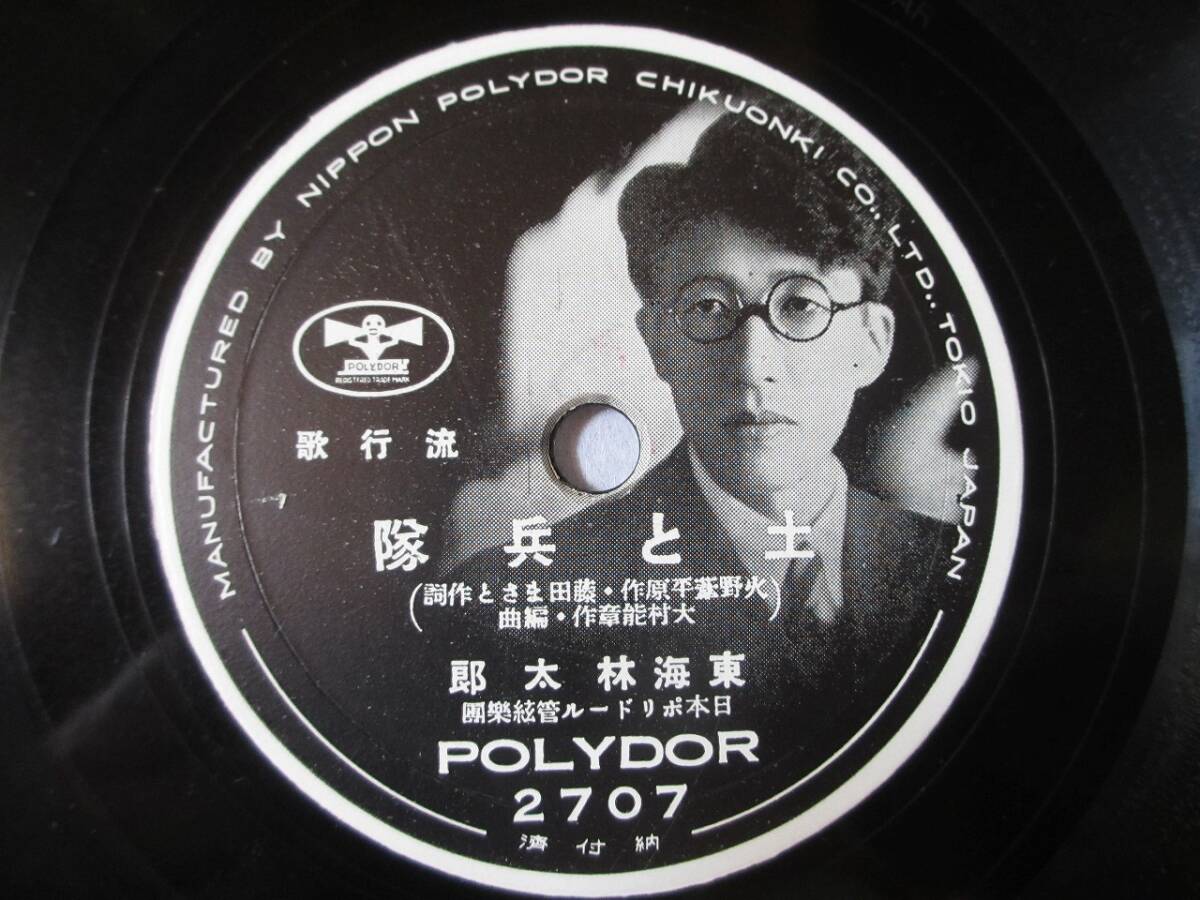 MANUFACTURED BY NIPPON POLYDOR CHIKUONKI CO., LTD., TOKIO JAPAN
POLYDOR
REGISTERED TRADE MARK
流行歌
土と兵隊
(火野葦平原作・藤田まさと作詞
大村能章作・編曲)
東海林太郎
日本ポリドール管絃樂團
POLYDOR
2707
納付濟